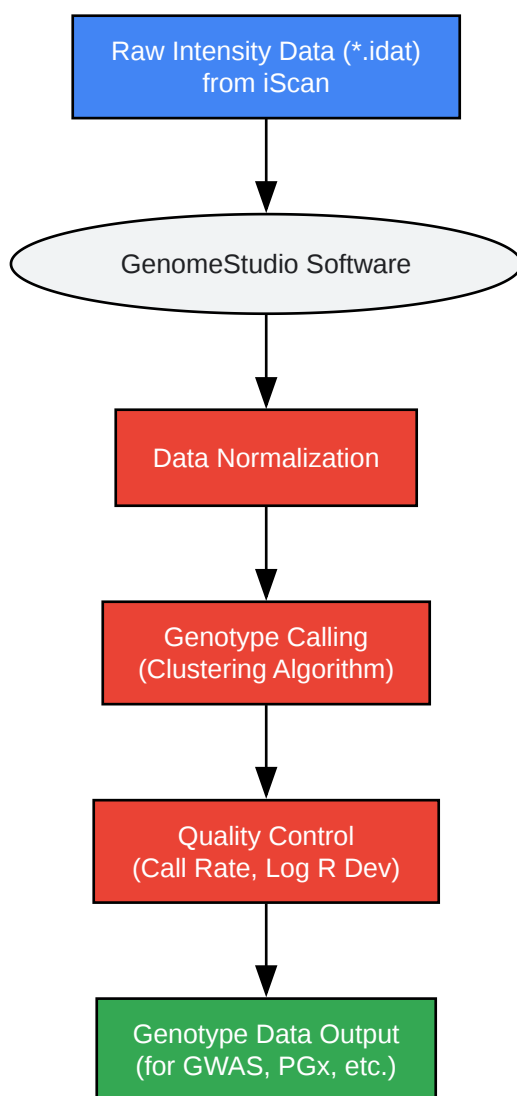 Raw Intensity Data (*.idat)
from iScan
GenomeStudio Software
Data Normalization
Genotype Calling
(Clustering Algorithm)
Quality Control
(Call Rate, Log R Dev)
Genotype Data Output
(for GWAS, PGx, etc.)